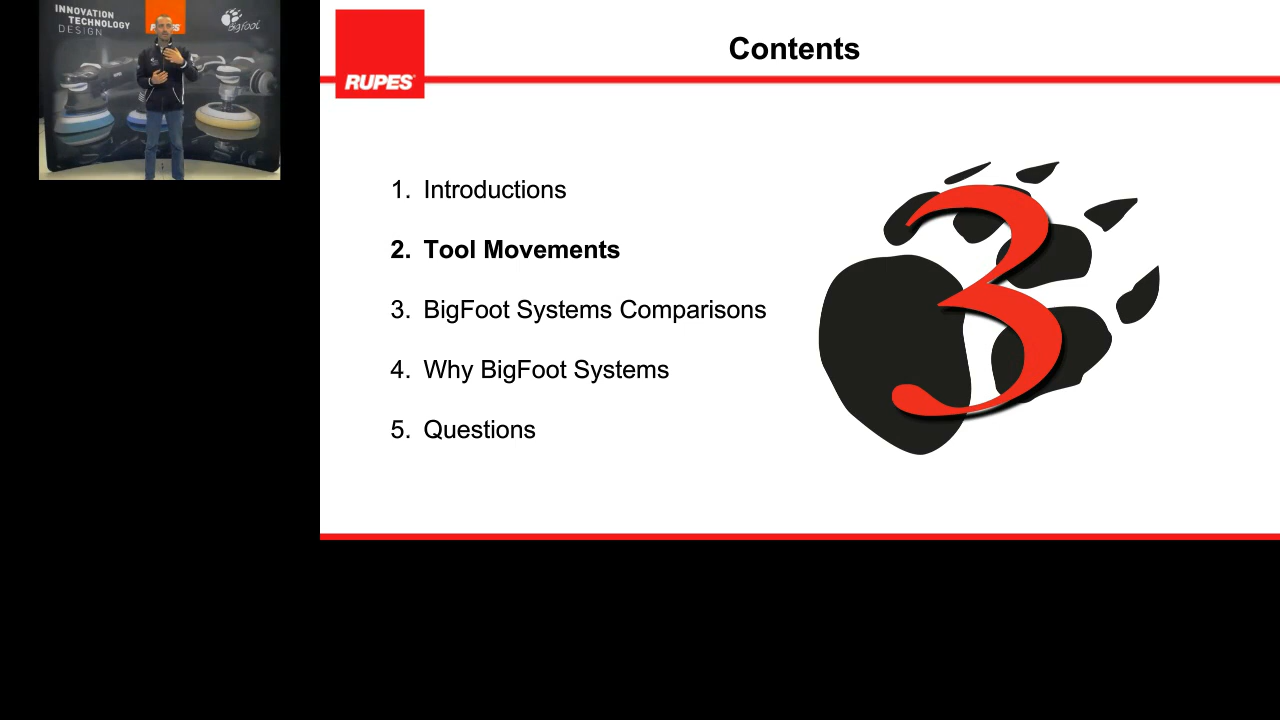 INNOVATION
TECHNOLOGY
DESIGN
RUPES
bigfoot
RUPES
Contents
1. Introductions
2. Tool Movements
3. BigFoot Systems Comparisons
4. Why BigFoot Systems
5. Questions
3